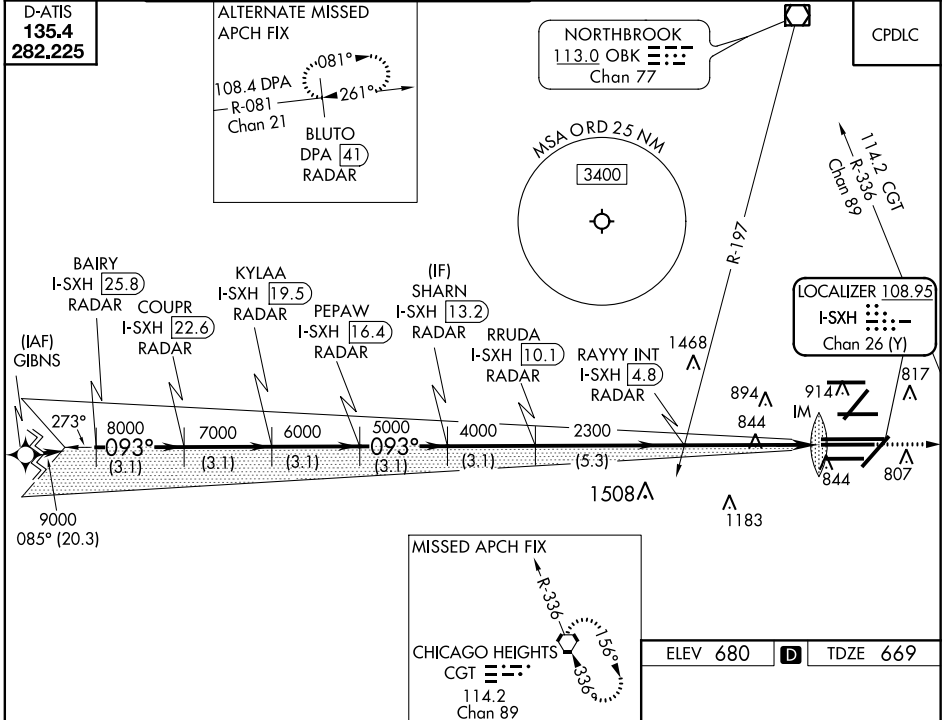 D-ATIS
135.4
282.225
ALTERNATE MISSED
APCH FIX
081°
261°
108.4 DPA
R-081
Chan 21
BLUTO
DPA 41
RADAR
NORTHBROOK
113.0 OBK
Chan 77
CPDLC
MSA ORD 25 NM
3400
R-197
114.2 CGT
R-336
Chan 89
LOCALIZER 108.95
I-SXH
Chan 26 (Y)
(IAF)
GIBNS
BAIRY
I-SXH 25.8
RADAR
COUPR
I-SXH 22.6
RADAR
KYLAA
I-SXH 19.5
RADAR
PEPAW
I-SXH 16.4
RADAR
(IF)
SHARN
I-SXH 13.2
RADAR
RRUDA
I-SXH 10.1
RADAR
RAYYY INT
I-SXH 4.8
RADAR
1468
894
844
914
IM
817
844
807
273°
8000
093°
(3.1)
7000
(3.1)
6000
(3.1)
5000
093°
(3.1)
4000
(3.1)
2300
(5.3)
1508
1183
9000
085° (20.3)
MISSED APCH FIX
R-336
CHICAGO HEIGHTS
CGT
114.2
Chan 89
156°
336°
ELEV 680 D TDZE 669